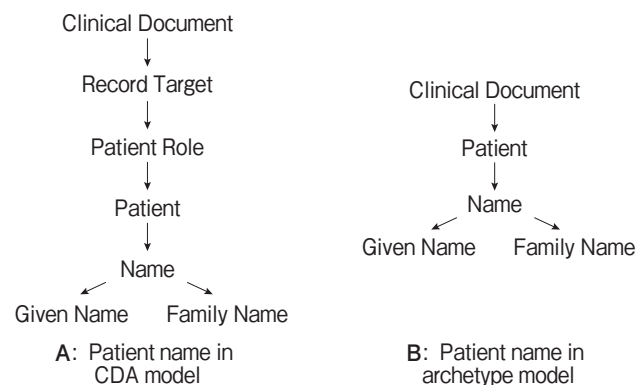 Clinical Document
Record Target
Patient Role
Patient
Name
Given Name Family Name
A: Patient name in
CDA model
Clinical Document
Patient
Name
Given Name Family Name
B: Patient name in
archetype model